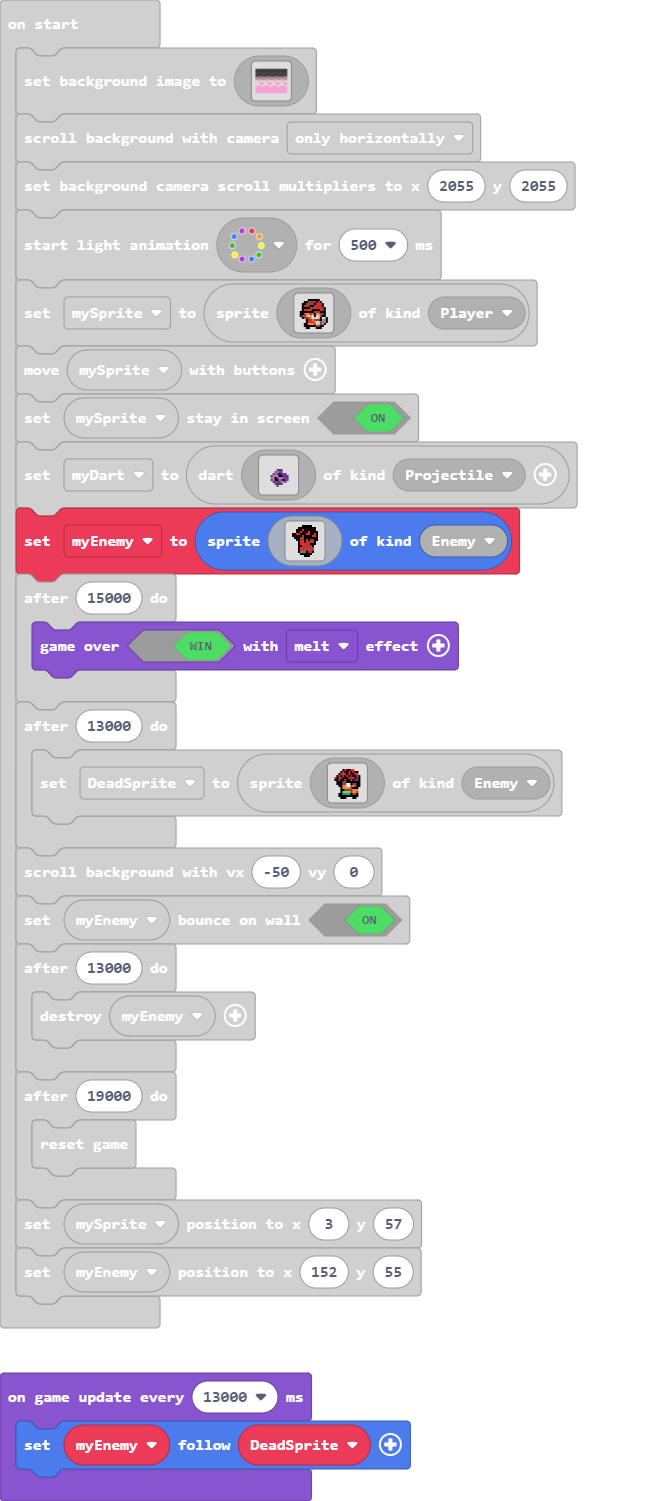 on start
set background image to
scroll background with camera only horizontally
set background camera scroll multipliers to x 2055 y 2055
start light animation for 500 ms
set mySprite to sprite of kind Player
move mySprite with buttons
set mySprite stay in screen ON
set myDart to dart of kind Projectile
set myEnemy to sprite of kind Enemy
after 15000 do
game over WIN with melt effect
after 13000 do
set DeadSprite to sprite of kind Enemy
scroll background with vx -50 vy 0
set myEnemy bounce on wall ON
after 13000 do
destroy myEnemy
after 19000 do
reset game
set mySprite position to x 3 y 57
set myEnemy position to x 152 y 55
on game update every 13000 ms
set myEnemy follow DeadSprite